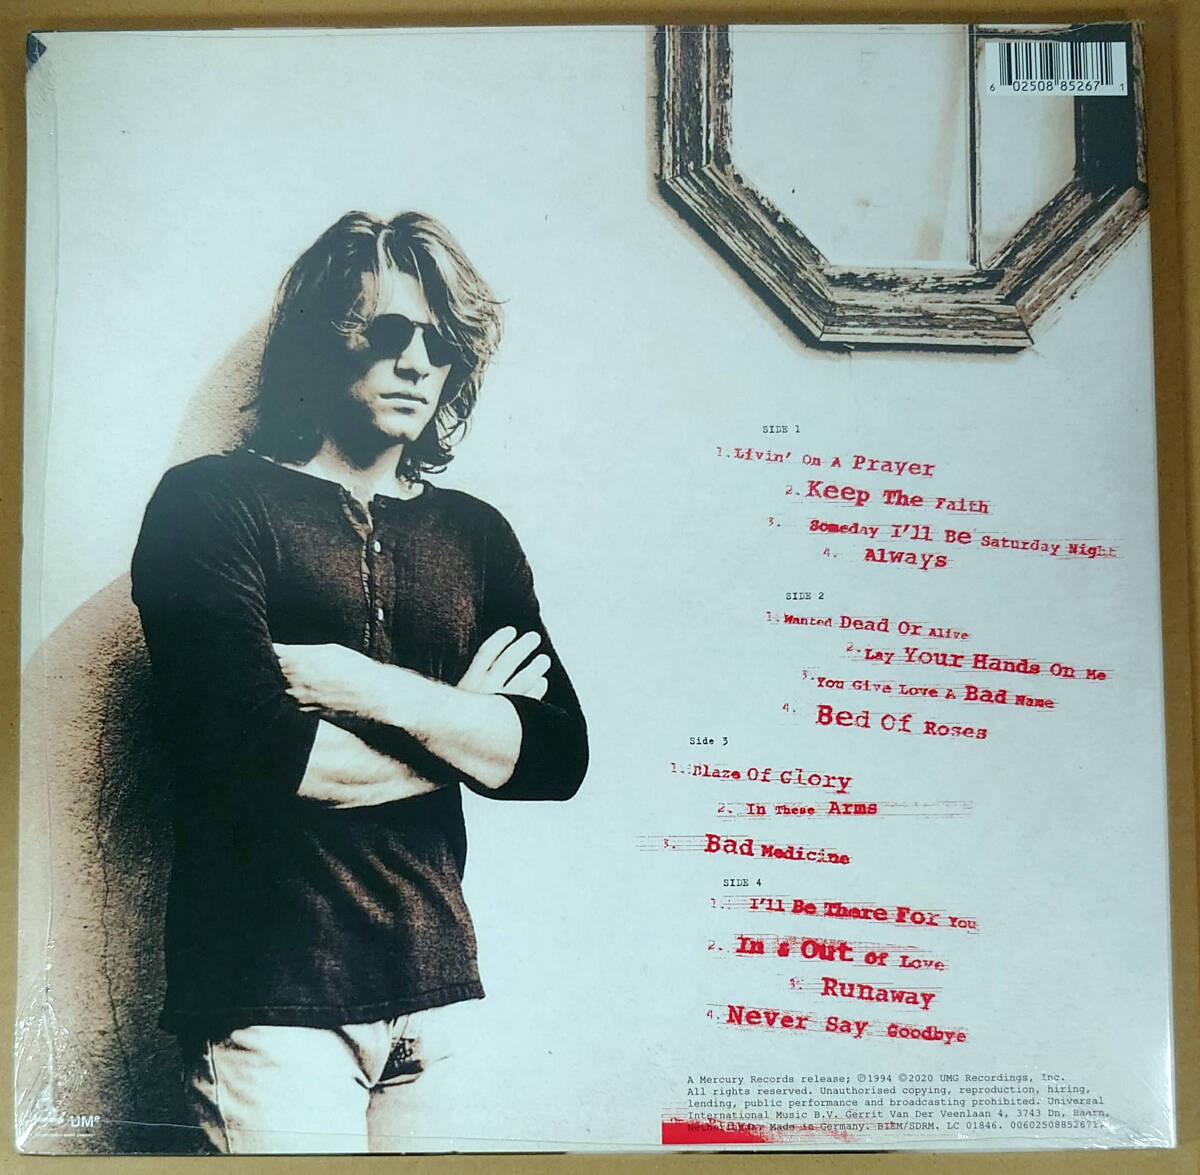 6 02508 85267 1
SIDE 1
1. Livin' On A Prayer
2. Keep The Faith
3. Someday I'll Be Saturday Night
4. Always
SIDE 2
1. Wanted Dead Or Alive
2. Lay Your Hands On Me
3. You Give Love A Bad Name
4. Bed Of Roses
Side 3
1. Blaze Of Glory
2. In These Arms
3. Bad Medicine
SIDE 4
1. I'll Be There For You
2. In & Out of Love
3. Runaway
4. Never Say Goodbye
A Mercury Records release; ℗1994 ©2020 UMG Recordings, Inc.
All rights reserved. Unauthorised copying, reproduction, hiring,
lending, public performance and broadcasting prohibited. Universal
International Music B.V. Gerrit Van Der Veenlaan 4, 3743 Dn, Baarn,
Netherlands. Made in Germany. BIEM/SDRM. LC 01846. 00602508852671.
UMe